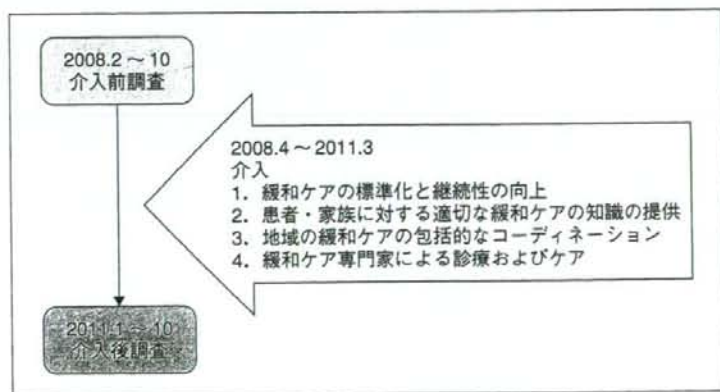 2008.2～10
介入前調査
2008.4～2011.3
介入
1．緩和ケアの標準化と継続性の向上
2．患者・家族に対する適切な緩和ケアの知識の提供
3．地域の緩和ケアの包括的なコーディネーション
4．緩和ケア専門家による診療およびケア
2011.1～10
介入後調査